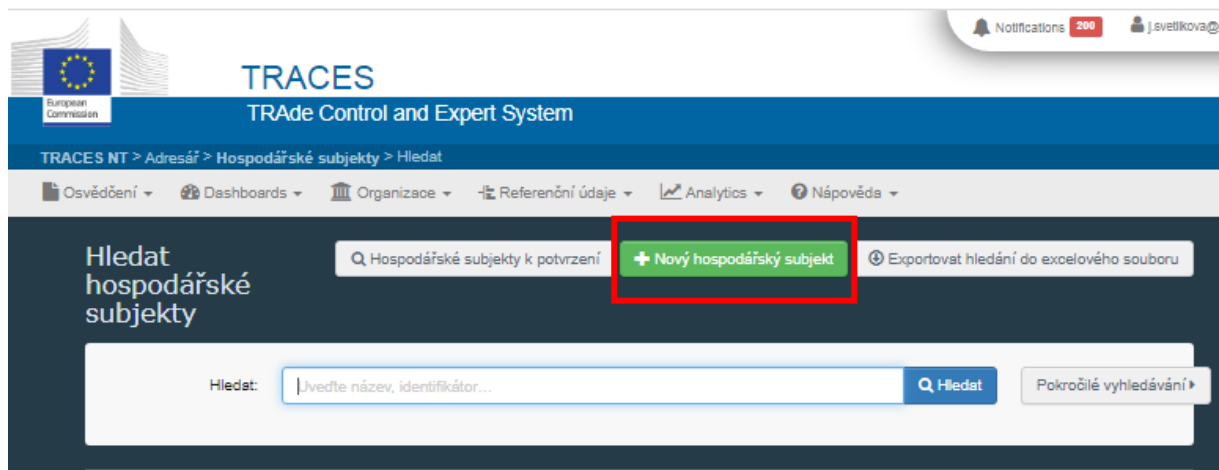 Notifications 200 j.svetlikova@
European
Commission
TRACES
TRAde Control and Expert System
TRACES NT > Adresář > Hospodářské subjekty > Hledat
Osvědčení Dashboards Organizace Referenční údaje Analytics Nápověda
Hledat
hospodářské
subjekty
Hospodářské subjekty k potvrzení
Nový hospodářský subjekt
Exportovat hledání do excelového souboru
Hledat: Uveďte název, identifikátor... Hledat Pokročilé vyhledávání